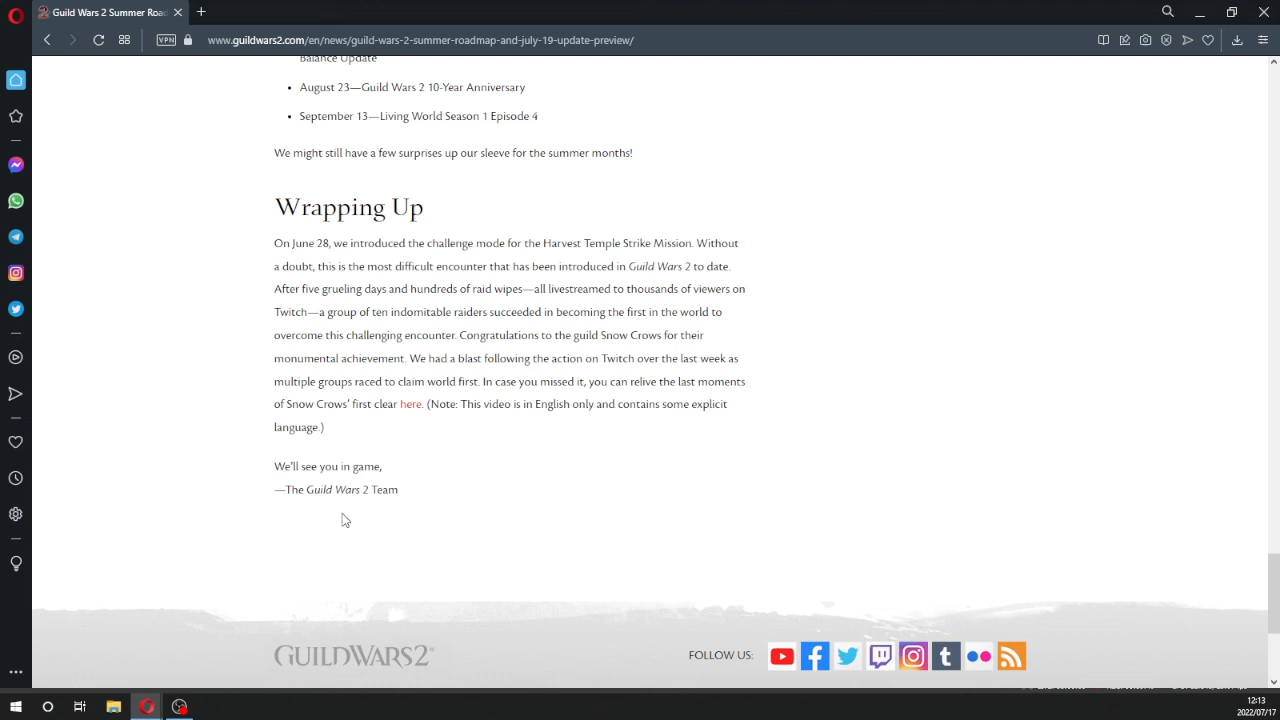 Guild Wars 2 Summer Roa
VPN
www.guildwars2.com/en/news/guild-wars-2-summer-roadmap-and-july-19-update-preview/
Balance Update
• August 23—Guild Wars 2 10-Year Anniversary
• September 13—Living World Season 1 Episode 4
We might still have a few surprises up our sleeve for the summer months!
Wrapping Up
On June 28, we introduced the challenge mode for the Harvest Temple Strike Mission. Without
a doubt, this is the most difficult encounter that has been introduced in Guild Wars 2 to date.
After five grueling days and hundreds of raid wipes—all livestreamed to thousands of viewers on
Twitch—a group of ten indomitable raiders succeeded in becoming the first in the world to
overcome this challenging encounter. Congratulations to the guild Snow Crows for their
monumental achievement. We had a blast following the action on Twitch over the last week as
multiple groups raced to claim world first. In case you missed it, you can relive the last moments
of Snow Crows' first clear here. (Note: This video is in English only and contains some explicit
language.)
We'll see you in game,
—The Guild Wars 2 Team
GUILDWARS2
FOLLOW US:
12:13
2022/07/17